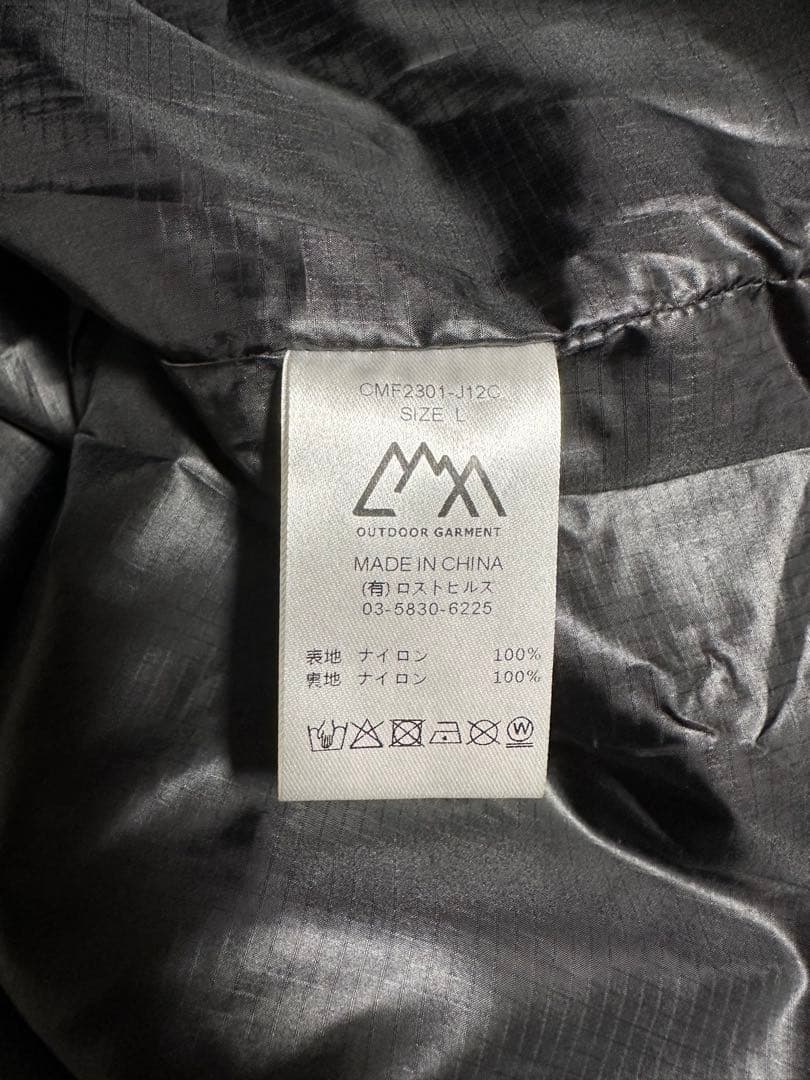 CMF2301-J12C
SIZE L
OUTDOOR GARMENT
MADE IN CHINA
(有) ロストヒルズ
03-5830-6225
表地 ナイロン 100%
裏地 ナイロン 100%
W